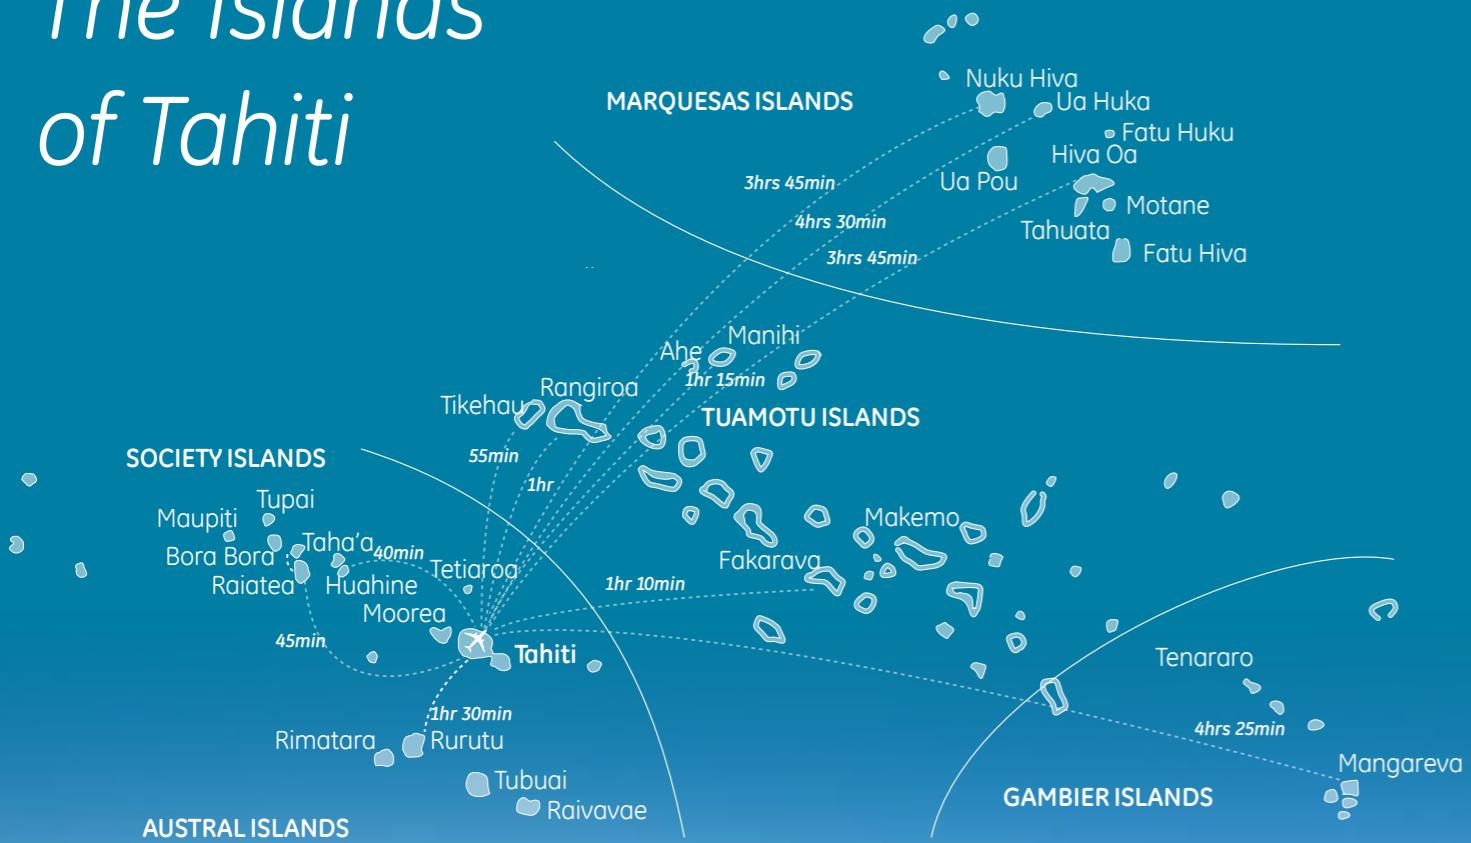 The Islands
of Tahiti
MARQUESAS ISLANDS
Nuku Hiva
Ua Huka
Fatu Huku
Hiva Oa
Ua Pou
Motane
Tahuata
Fatu Hiva
3hrs 45min
4hrs 30min
3hrs 45min
Manihi
Ahe
1hr 15min
Rangiroa
Tikehau
TUAMOTU ISLANDS
55min
1hr
SOCIETY ISLANDS
Tupai
Maupiti
Taha'a
40min
Bora Bora
Raiatea
Huahine
Tetiaroa
Moorea
45min
Tahiti
Makemo
Fakarava
1hr 10min
1hr 30min
Rimatara
Rurutu
Tubuai
Raivavae
AUSTRAL ISLANDS
Tenararo
4hrs 25min
Mangareva
GAMBIER ISLANDS